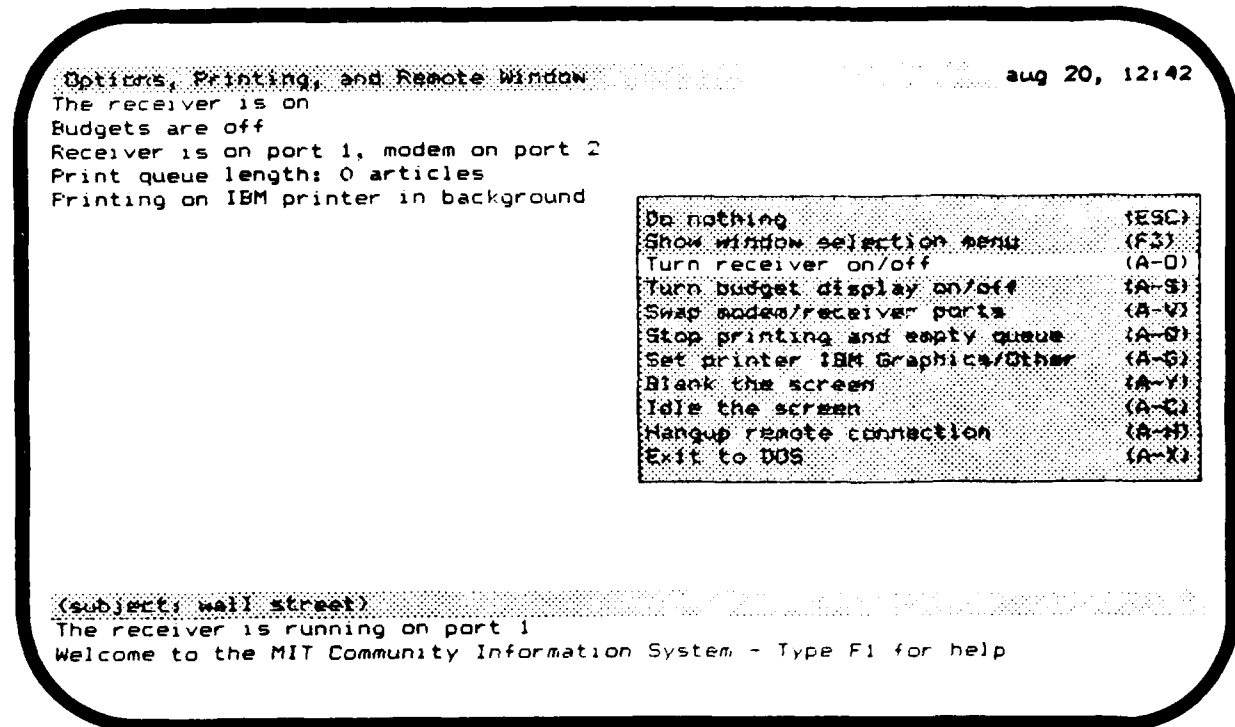 Options, Printing, and Remote Window aug 20, 12:42
The receiver is on
Budgets are off
Receiver is on port 1, modem on port 2
Print queue length: 0 articles
Printing on IBM printer in background
Do nothing (ESC)
Show window selection menu (F3)
Turn receiver on/off (A-O)
Turn budget display on/off (A-S)
Swap modem/receiver ports (A-V)
Stop printing and empty queue (A-Q)
Set printer IBM Graphics/Other (A-G)
Blank the screen (A-Y)
Idle the screen (A-C)
Hangup remote connection (A-H)
Exit to DOS (A-X)
(subject: wall street)
The receiver is running on port 1
Welcome to the MIT Community Information System - Type F1 for help